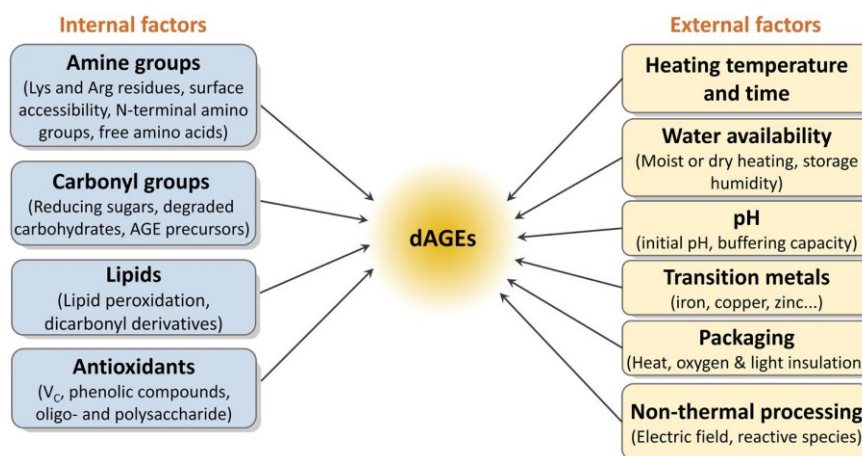 Internal factors
Amine groups
(Lys and Arg residues, surface
accessibility, N-terminal amino
groups, free amino acids)
Carbonyl groups
(Reducing sugars, degraded
carbohydrates, AGE precursors)
Lipids
(Lipid peroxidation,
dicarbonyl derivatives)
Antioxidants
(VC, phenolic compounds,
oligo- and polysaccharide)
dAGEs
External factors
Heating temperature
and time
Water availability
(Moist or dry heating, storage
humidity)
pH
(initial pH, buffering capacity)
Transition metals
(iron, copper, zinc...)
Packaging
(Heat, oxygen & light insulation
Non-thermal processing
(Electric field, reactive species)